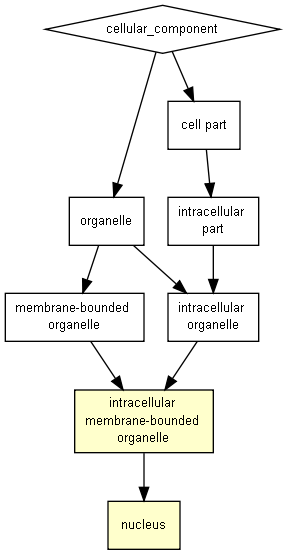 cellular_component
cell part
organelle
intracellular
part
membrane-bounded
organelle
intracellular
organelle
intracellular
membrane-bounded
organelle
nucleus